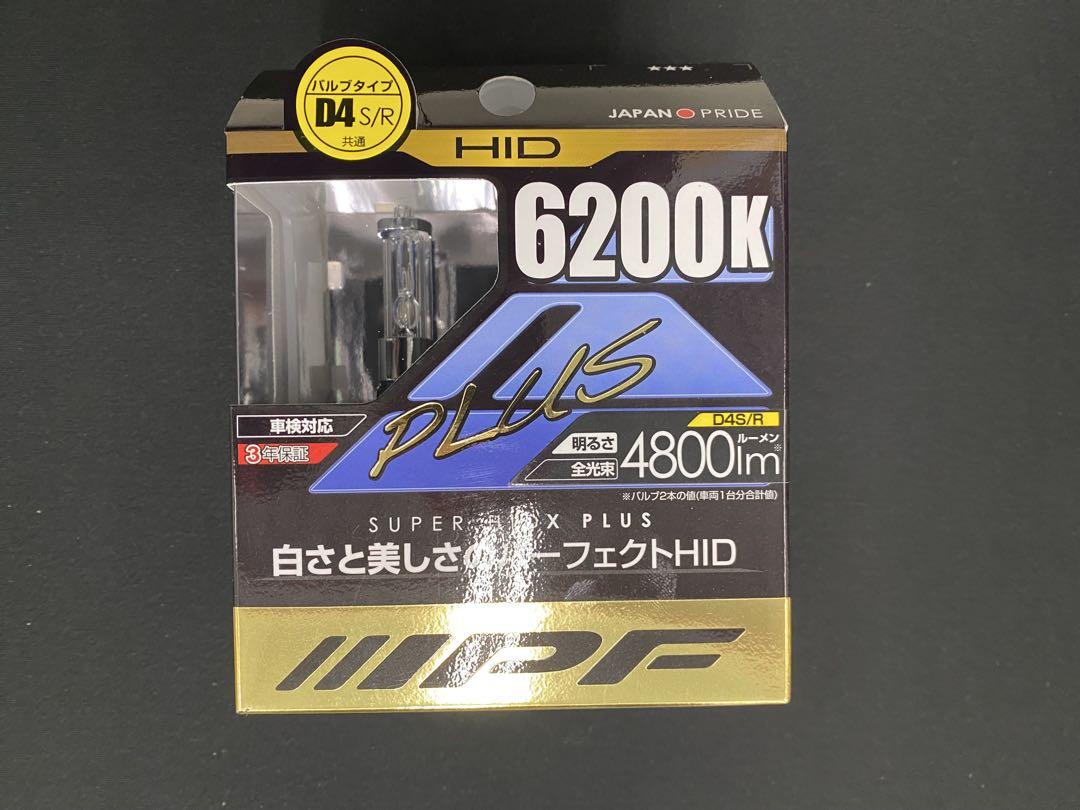 バルブタイプ
D4 S/R
共通
★★★
JAPAN PRIDE
HID
6200K
PLUS
車検対応
3年保証
D4S/R
明るさ
全光束
4800lm※
ルーメン
※バルブ2本の値(車両1台分合計値)
SUPER X PLUS
白さと美しさの パーフェクトHID
IPF